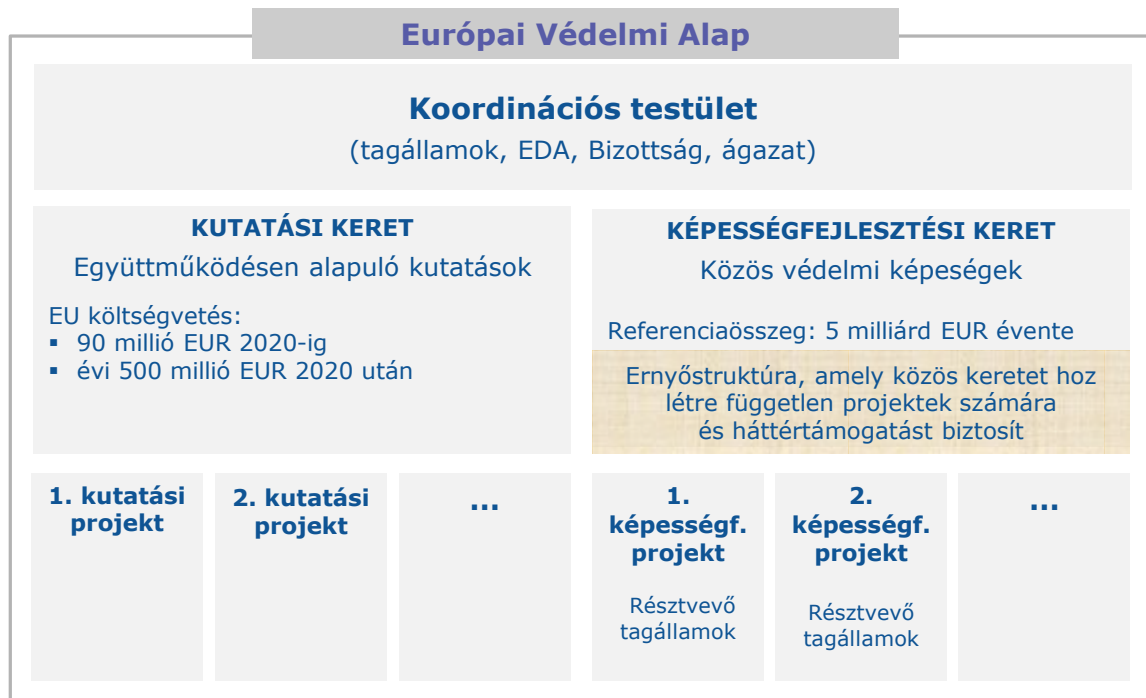 Európai Védelmi Alap
Koordinációs testület
(tagállamok, EDA, Bizottság, ágazat)
KUTATÁSI KERET
Együttműködésen alapuló kutatások
EU költségvetés:
▪ 90 millió EUR 2020-ig
▪ évi 500 millió EUR 2020 után
KÉPESSÉGFEJLESZTÉSI KERET
Közös védelmi képeségek
Referenciaösszeg: 5 milliárd EUR évente
Ernyőstruktúra, amely közös keretet hoz
létre független projektek számára
és háttértámogatást biztosít
1. kutatási
projekt
2. kutatási
projekt
...
1.
képességf.
projekt
Résztvevő
tagállamok
2.
képességf.
projekt
Résztvevő
tagállamok
...